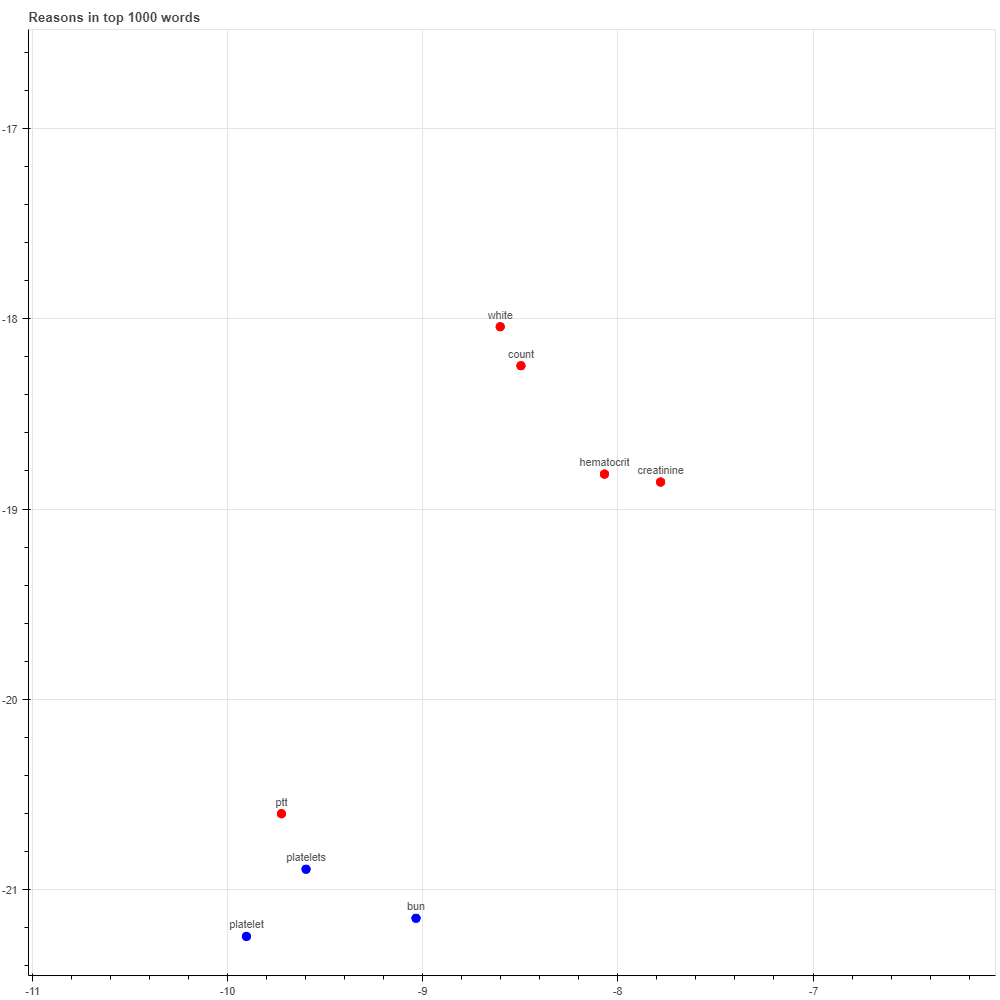 Reasons in top 1000 words
-17
white
-18
count
hematocrit
creatinine
-19
-20
ptt
platelets
-21
bun
platelet
-11 -10 -9 -8 -7